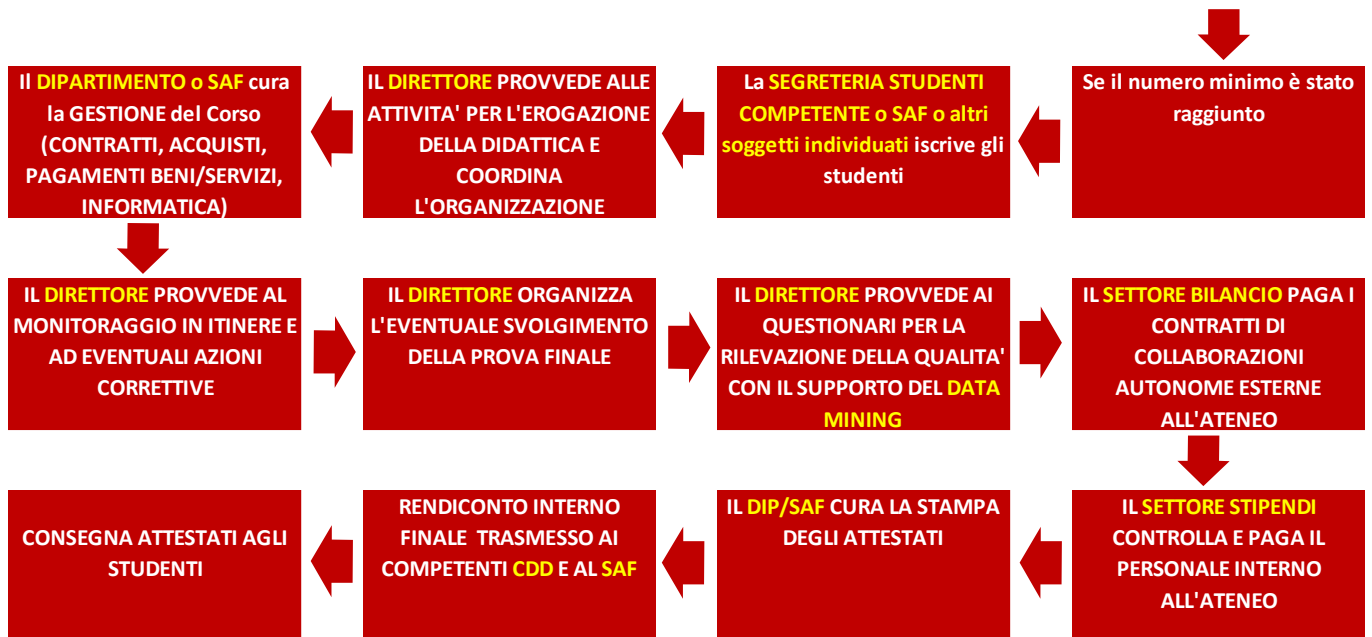 Se il numero minimo è stato
raggiunto
La SEGRETERIA STUDENTI
COMPETENTE o SAF o altri
soggetti individuati iscrive gli
studenti
IL DIRETTORE PROVVEDE ALLE
ATTIVITA' PER L'EROGAZIONE
DELLA DIDATTICA E
COORDINA
L'ORGANIZZAZIONE
Il DIPARTIMENTO o SAF cura
la GESTIONE del Corso
(CONTRATTI, ACQUISTI,
PAGAMENTI BENI/SERVIZI,
INFORMATICA)
IL DIRETTORE PROVVEDE AL
MONITORAGGIO IN ITINERE E
AD EVENTUALI AZIONI
CORRETTIVE
IL DIRETTORE ORGANIZZA
L'EVENTUALE SVOLGIMENTO
DELLA PROVA FINALE
IL DIRETTORE PROVVEDE AI
QUESTIONARI PER LA
RILEVAZIONE DELLA QUALITA'
CON IL SUPPORTO DEL DATA
MINING
IL SETTORE BILANCIO PAGA I
CONTRATTI DI
COLLABORAZIONI
AUTONOME ESTERNE
ALL'ATENEO
IL SETTORE STIPENDI
CONTROLLA E PAGA IL
PERSONALE INTERNO
ALL'ATENEO
IL DIP/SAF CURA LA STAMPA
DEGLI ATTESTATI
RENDICONTO INTERNO
FINALE TRASMESSO AI
COMPETENTI CDD E AL SAF
CONSEGNA ATTESTATI AGLI
STUDENTI